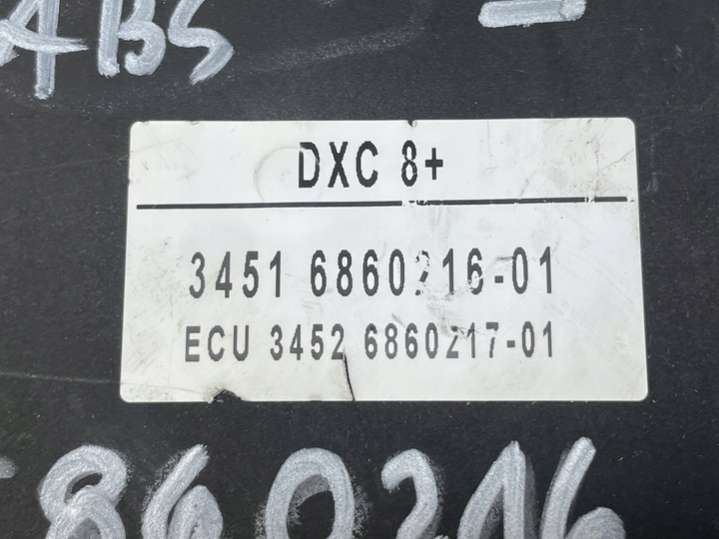 ABS
DXC 8+
3451 6860216-01
ECU 3452 6860217-01
860216